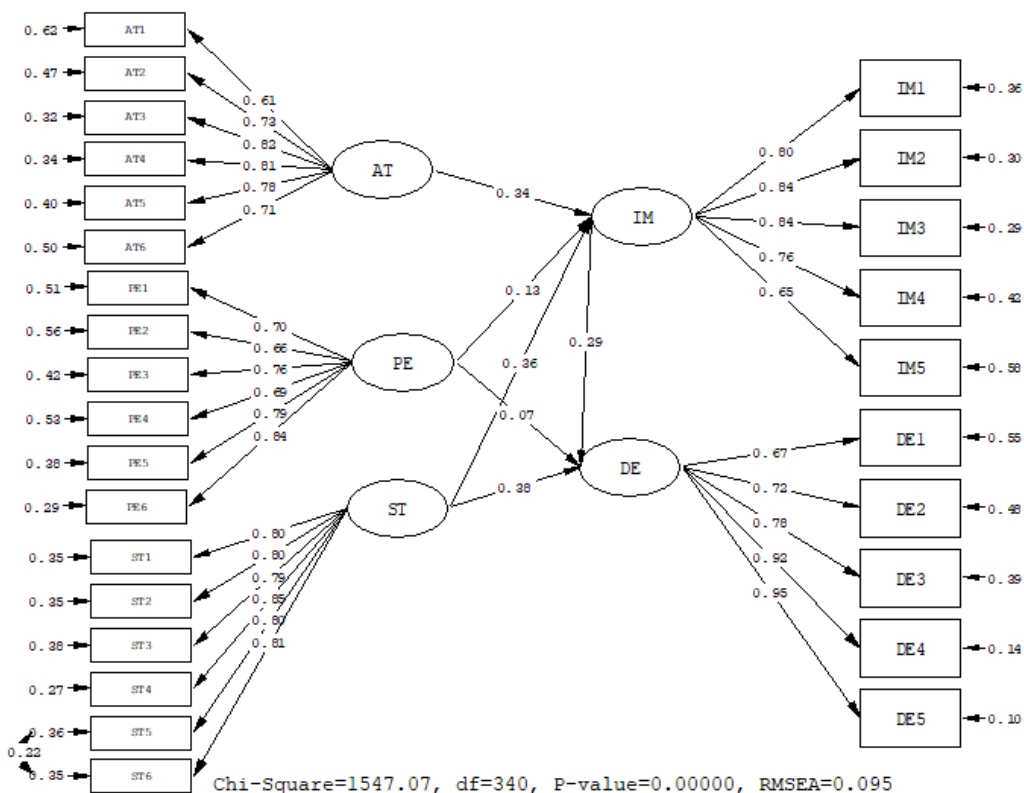 0.62 AT1
0.47 AT2
0.32 AT3
0.34 AT4
0.40 AT5
0.50 AT6
0.61
0.73
0.82
0.81
0.78
0.71
AT
0.51 PE1
0.56 PE2
0.42 PE3
0.53 PE4
0.38 PE5
0.29 PE6
0.70
0.66
0.76
0.69
0.79
0.84
PE
0.35 ST1
0.35 ST2
0.38 ST3
0.27 ST4
0.36 ST5
0.35 ST6
0.22
0.80
0.80
0.79
0.85
0.80
0.81
ST
0.34
0.13
0.36
0.29
0.07
0.38
IM
0.80
0.84
0.84
0.76
0.65
IM1 0.36
IM2 0.30
IM3 0.29
IM4 0.42
IM5 0.58
DE
0.67
0.72
0.78
0.92
0.95
DE1 0.55
DE2 0.48
DE3 0.39
DE4 0.14
DE5 0.10
Chi-Square=1547.07, df=340, P-value=0.00000, RMSEA=0.095